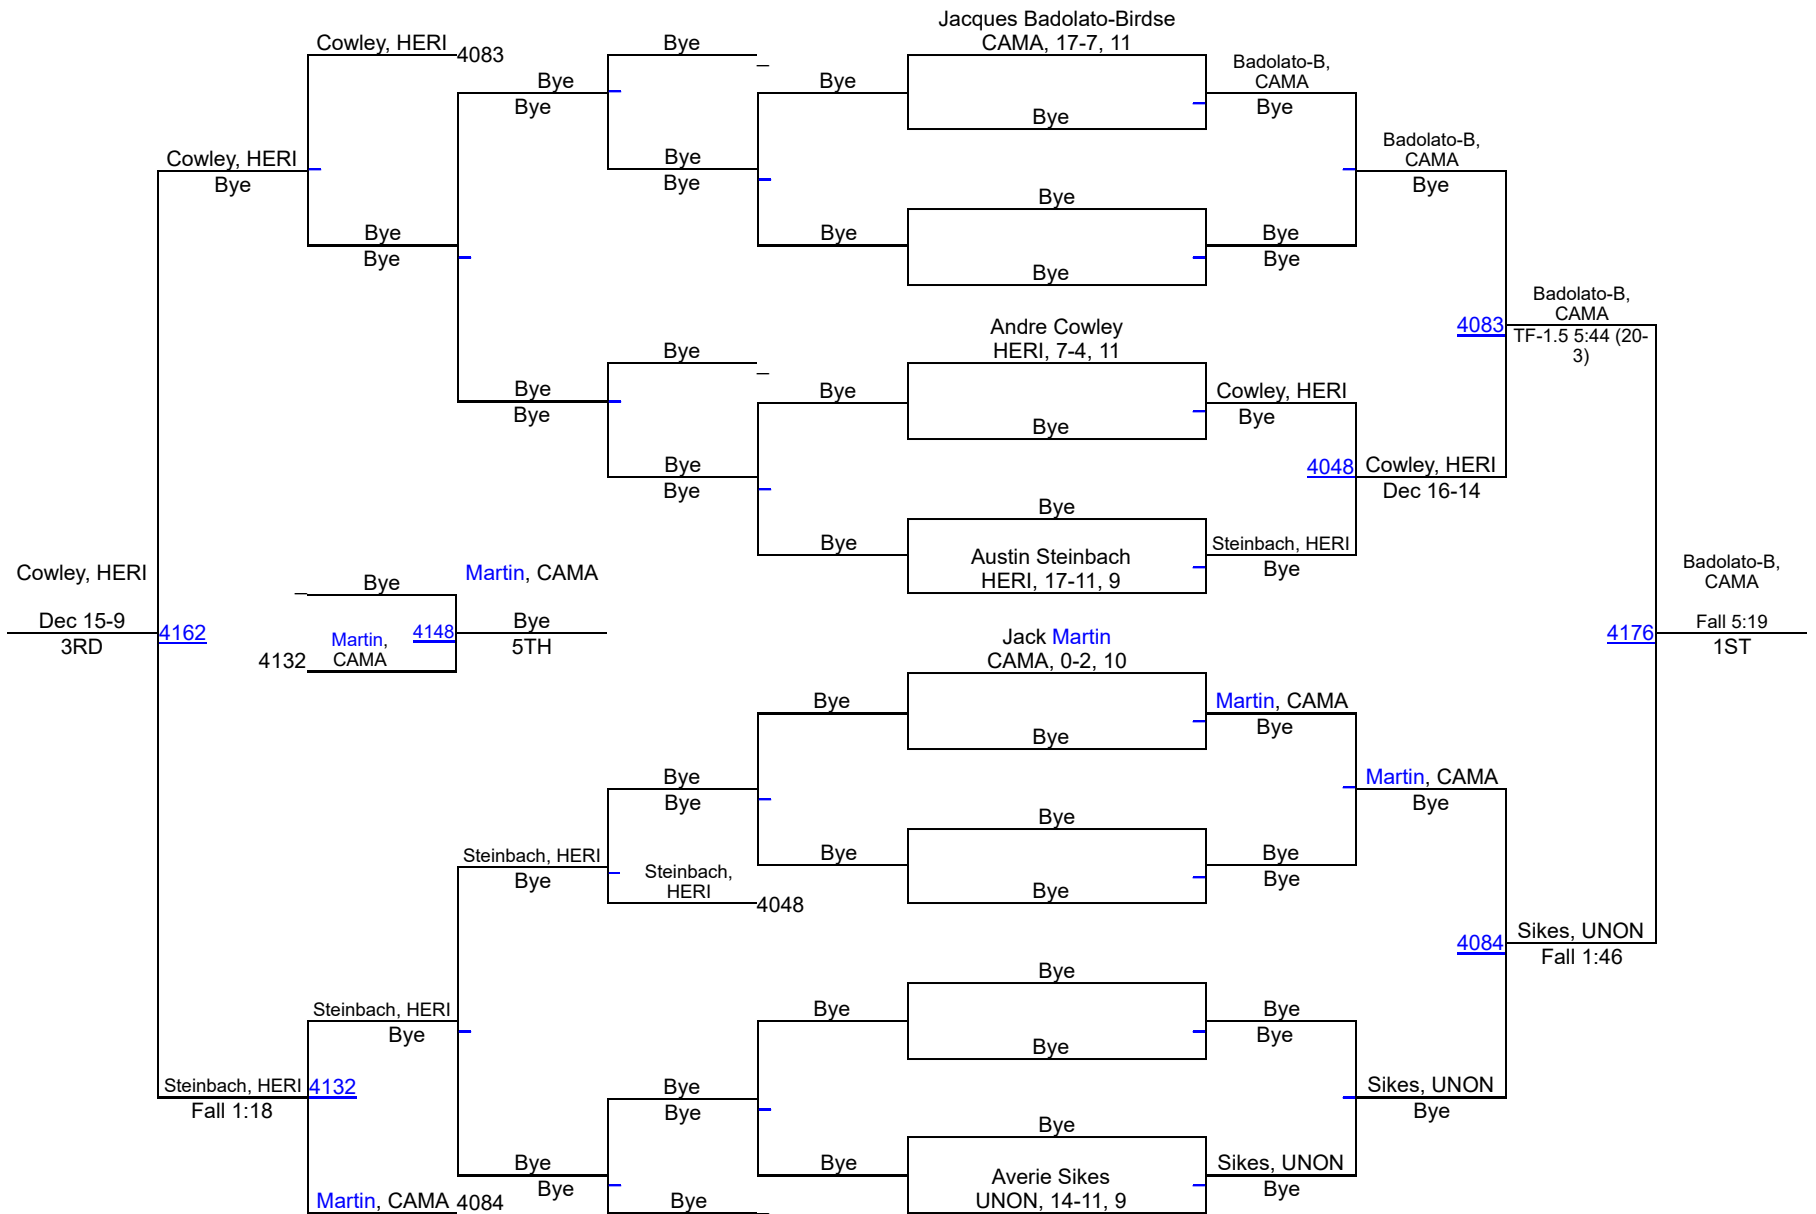 Jacques Badolato-Birdse
CAMA, 17-7, 11
Cowley, HERI
4083
Bye
_
Bye
Bye
Bye
Bye
Badolato-B,
CAMA
Bye
Bye
Badolato-B,
CAMA
Bye
Cowley, HERI
Bye
Bye
Bye
Bye
Bye
Bye
Bye
Bye
Bye
Bye
Bye
4083
Badolato-B,
CAMA
TF-1.5 5:44 (20-
3)
Andre Cowley
HERI, 7-4, 11
Bye
_
Bye
Bye
Bye
Cowley, HERI
Bye
Bye
Bye
Bye
4048
Cowley, HERI
Dec 16-14
Bye
Bye
Austin Steinbach
HERI, 17-11, 9
Steinbach, HERI
Bye
Cowley, HERI
Dec 15-9
3RD
4162
_
Bye
4132
Martin,
CAMA
4148
Martin, CAMA
Bye
5TH
Badolato-B,
CAMA
4176
Fall 5:19
1ST
Jack Martin
CAMA, 0-2, 10
Bye
Bye
Martin, CAMA
Bye
Bye
Bye
Martin, CAMA
Bye
Bye
Bye
Bye
Bye
Bye
Steinbach, HERI
Bye
Steinbach,
HERI
4048
4084
Sikes, UNON
Fall 1:46
Bye
Bye
Bye
Bye
Bye
Steinbach, HERI
Bye
Steinbach, HERI
Fall 1:18
4132
Bye
Bye
Sikes, UNON
Bye
Bye
Bye
Bye
Bye
Averie Sikes
UNON, 14-11, 9
Sikes, UNON
Bye
Martin, CAMA
4084
Bye
_